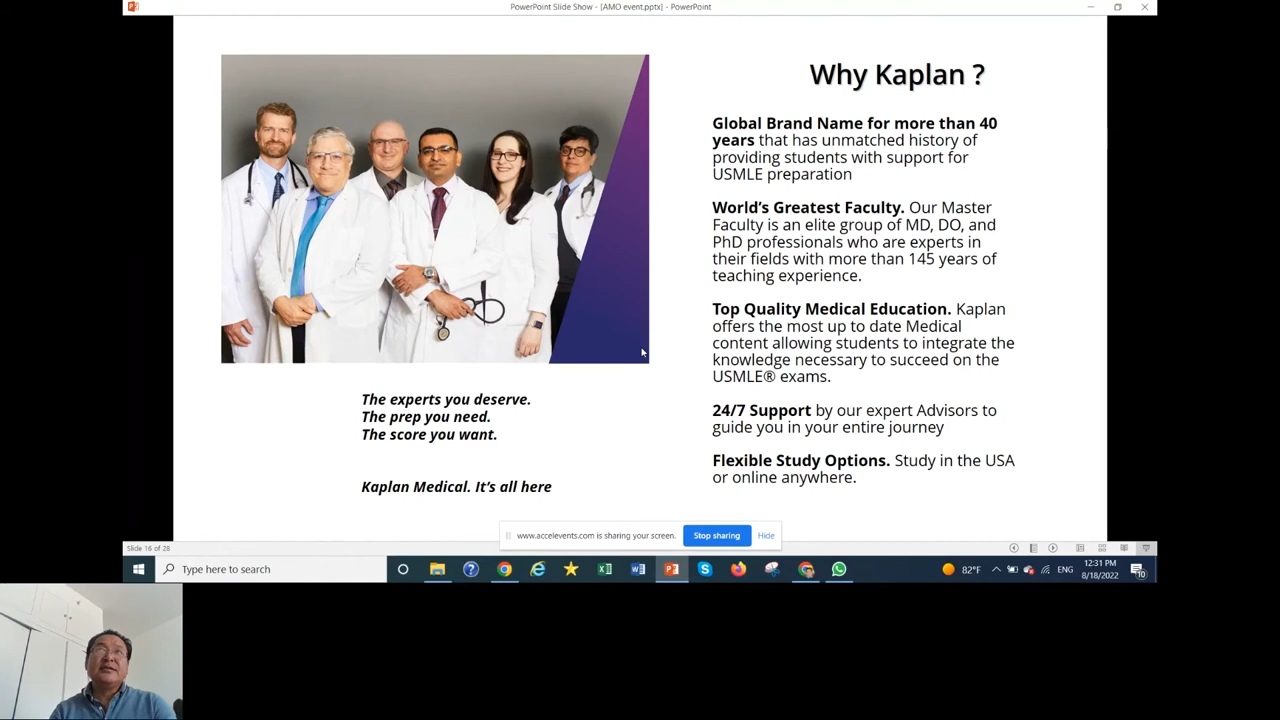 PowerPoint Slide Show - [AMO event.pptx] - PowerPoint
Why Kaplan ?
Global Brand Name for more than 40
years that has unmatched history of
providing students with support for
USMLE preparation
World's Greatest Faculty. Our Master
Faculty is an elite group of MD, DO, and
PhD professionals who are experts in
their fields with more than 145 years of
teaching experience.
Top Quality Medical Education. Kaplan
offers the most up to date Medical
content allowing students to integrate the
knowledge necessary to succeed on the
USMLE® exams.
24/7 Support by our expert Advisors to
guide you in your entire journey
Flexible Study Options. Study in the USA
or online anywhere.
The experts you deserve.
The prep you need.
The score you want.
Kaplan Medical. It's all here
www.accelevents.com is sharing your screen.
Stop sharing
Hide
Slide 16 of 28
Type here to search
82°F
ENG
12:31 PM
8/18/2022
10